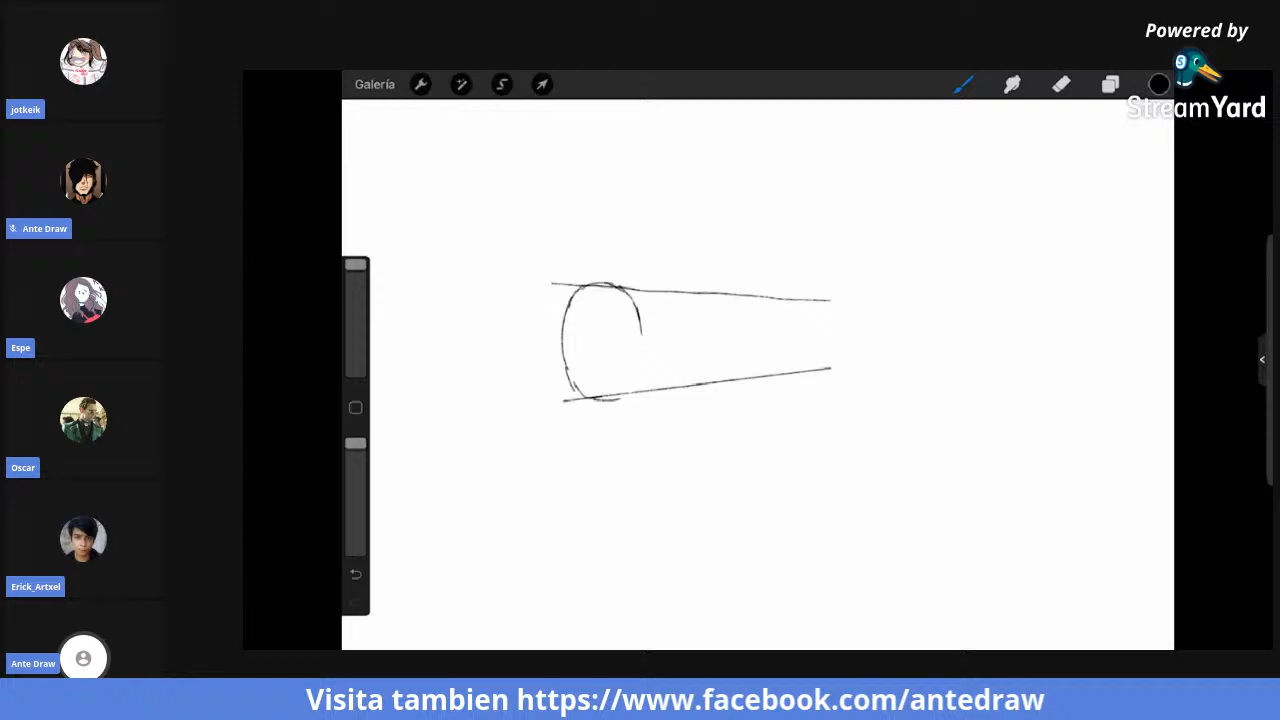 Powered by
StreamYard
Galería
jotkeik
Ante Draw
Espe
Oscar
Erick_Artxel
Ante Draw
Visita tambien https://www.facebook.com/antedraw